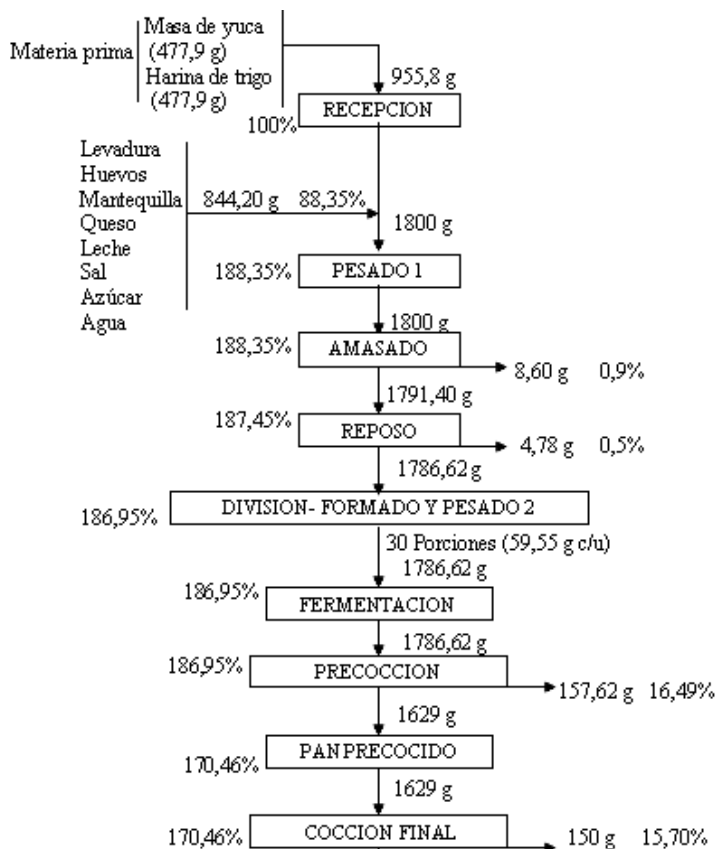 Materia prima
Masa de yuca
(477,9 g)
Harina de trigo
(477,9 g)
955,8 g
RECEPCION
100%
Levadura
Huevos
Mantequilla
Queso
Leche
Sal
Azúcar
Agua
844,20 g 88,35%
1800 g
188,35%
PESADO 1
1800 g
188,35%
AMASADO
8,60 g 0,9%
1791,40 g
187,45%
REPOSO
4,78 g 0,5%
1786,62 g
186,95%
DIVISION- FORMADO Y PESADO 2
30 Porciones (59,55 g c/u)
1786,62 g
186,95%
FERMENTACION
1786,62 g
186,95%
PRECOCCION
157,62 g 16,49%
1629 g
170,46%
PAN PRECOCIDO
1629 g
170,46%
COCCION FINAL
150 g 15,70%